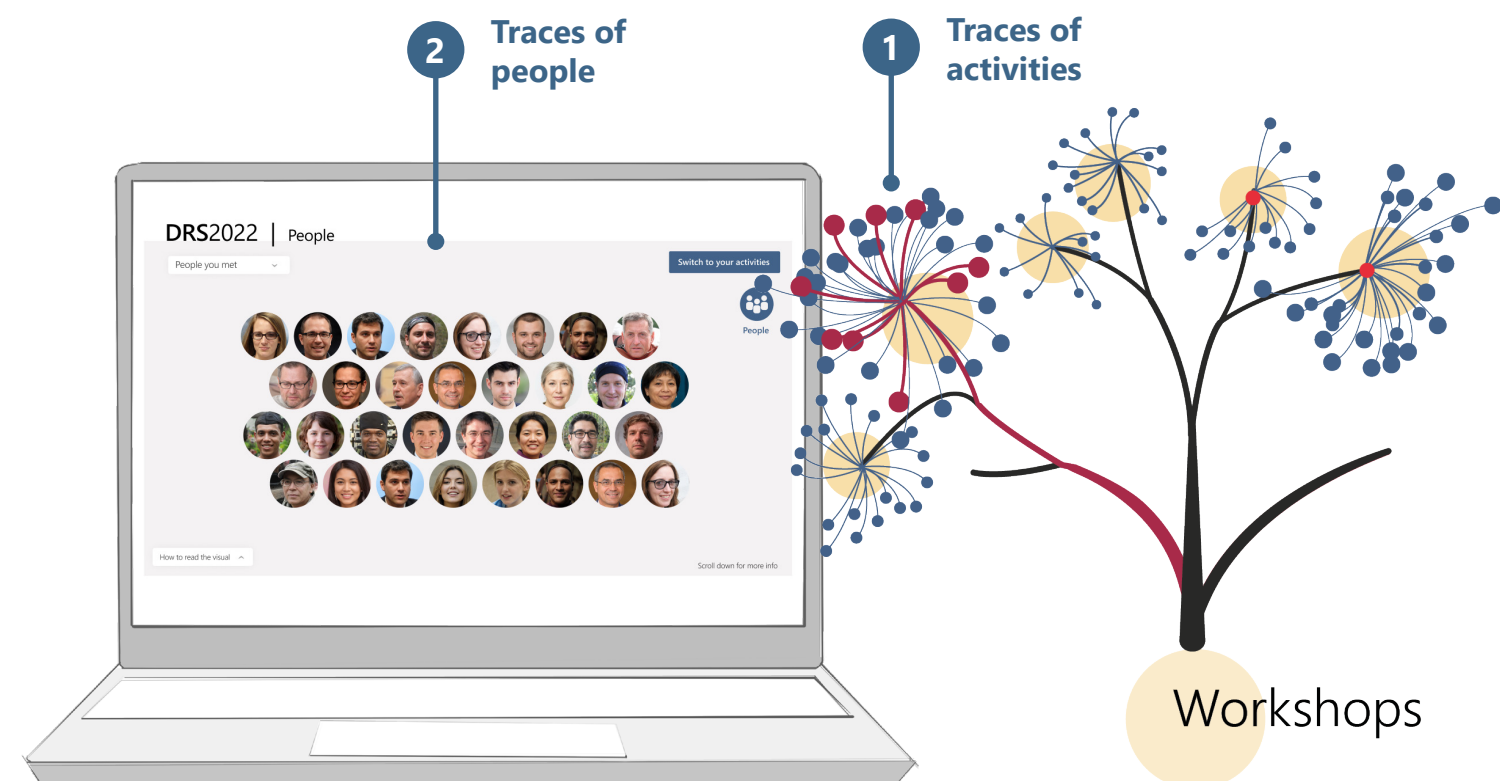 2
Traces of
people
1
Traces of
activities
DRS2022 | People
People you met
Switch to your activities
People
How to read the visual
Scroll down for more info
Workshops